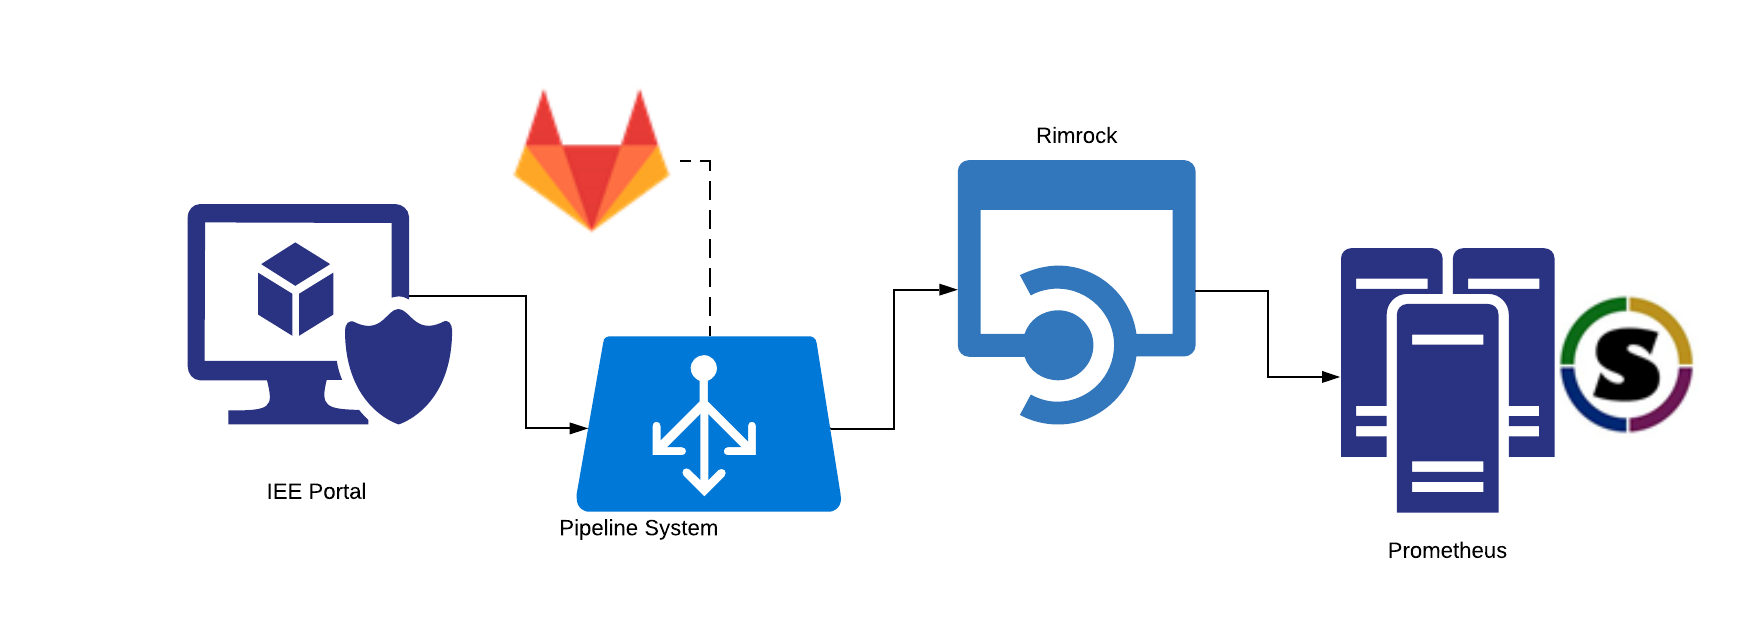 Rimrock
S
IEE Portal
Pipeline System
Prometheus